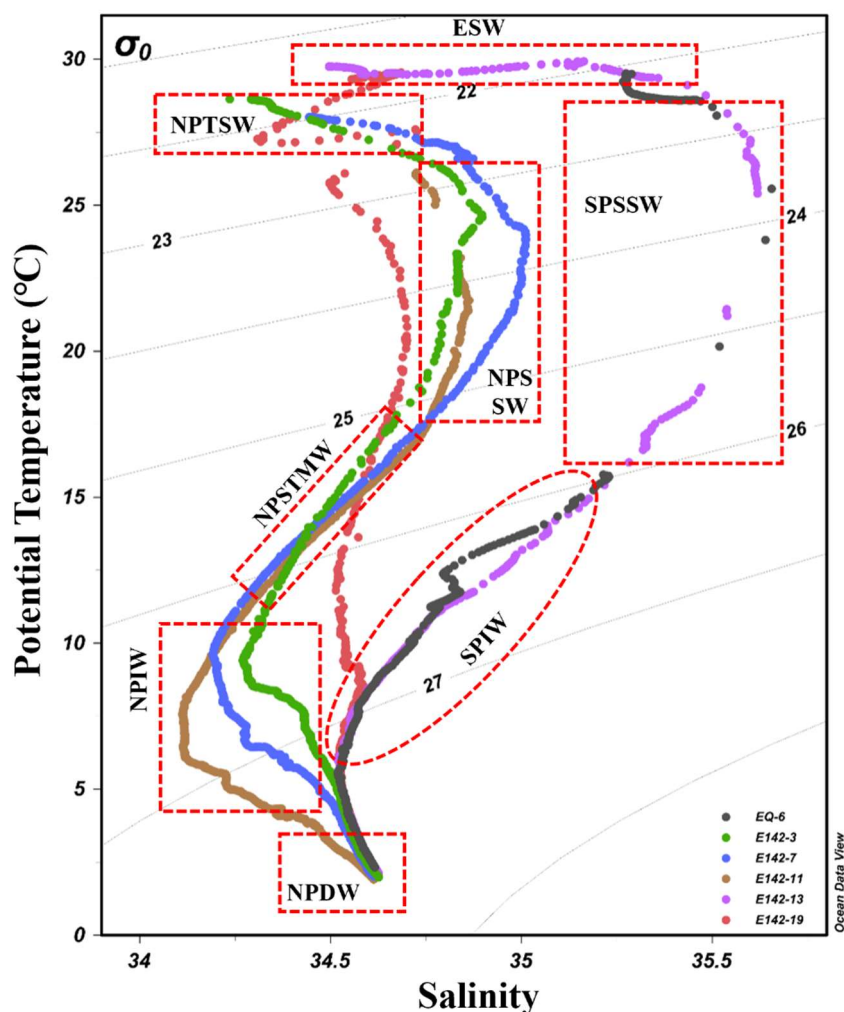 σ₀
ESW
30
22
NPTSW
SPSSW
25
24
23
Potential Temperature (°C)
20
NPS
SW
25
26
NPSTMW
15
10
NPIW
SPIW
27
5
EQ-6
E142-3
E142-7
E142-11
E142-13
E142-19
NPDW
Ocean Data View
0
34
34.5
35
35.5
Salinity